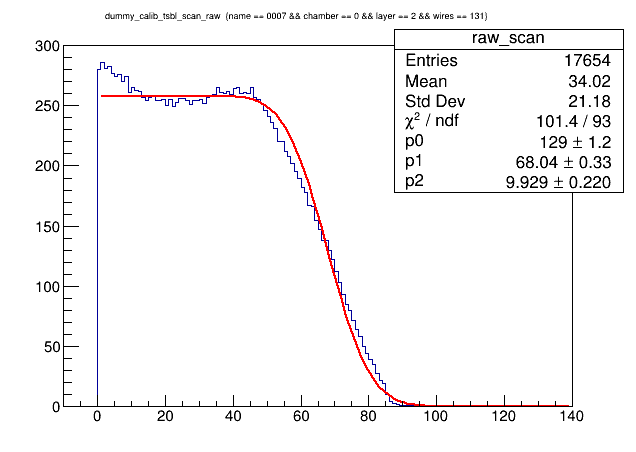 dummy_calib_tsbl_scan_raw (name == 0007 && chamber == 0 && layer == 2 && wires == 131)
raw_scan
Entries 17654
Mean 34.02
Std Dev 21.18
χ² / ndf 101.4 / 93
p0 129 ± 1.2
p1 68.04 ± 0.33
p2 9.929 ± 0.220
300
250
200
150
100
50
0
0 20 40 60 80 100 120 140